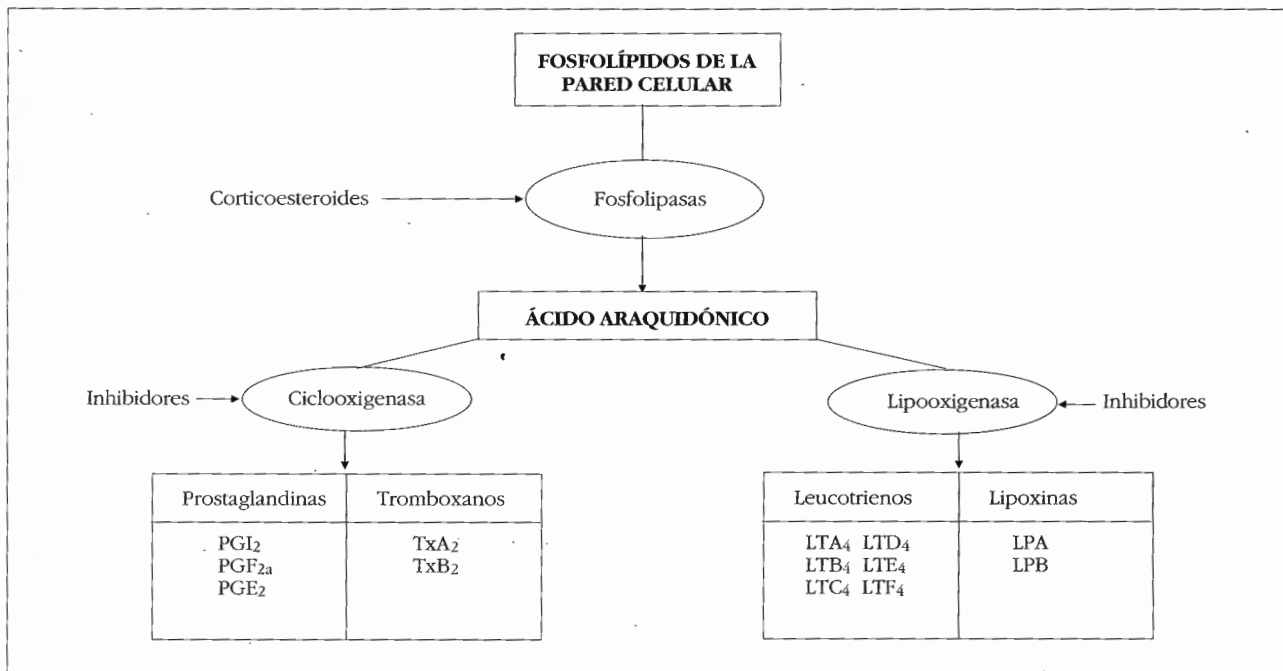 FOSFOLÍPIDOS DE LA
PARED CELULAR
Corticoesteroides
Fosfolipasas
ÁCIDO ARAQUIDÓNICO
Inhibidores
Ciclooxigenasa
Lipooxigenasa
Inhibidores
Prostaglandinas
Tromboxanos
PGI2
TxA2
PGF2a
TxB2
PGE2
Leucotrienos
Lipoxinas
LTA4 LTD4
LPA
LTB4 LTE4
LPB
LTC4 LTF4